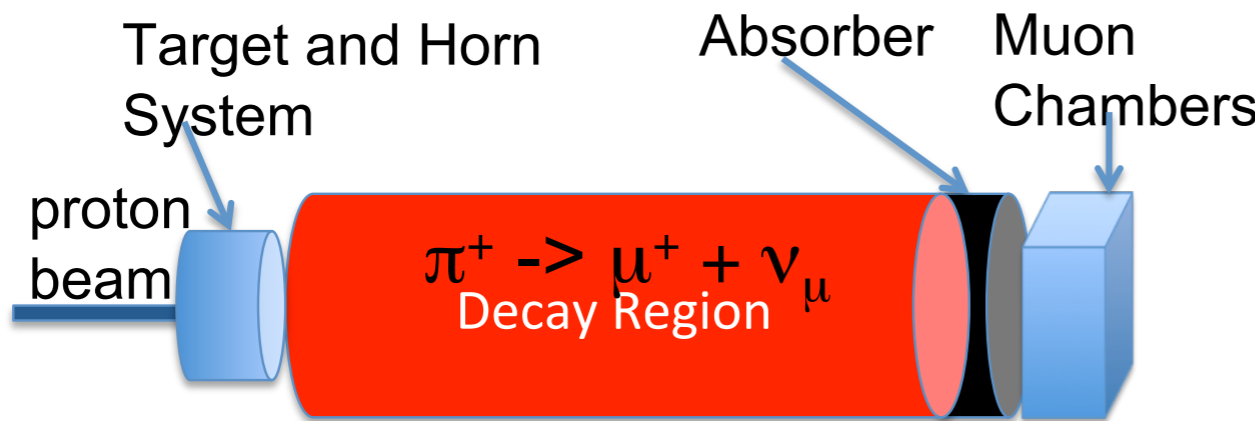 Target and Horn
System
Absorber
Muon
Chambers
proton
beam
π⁺ -> μ⁺ + ν_μ
Decay Region